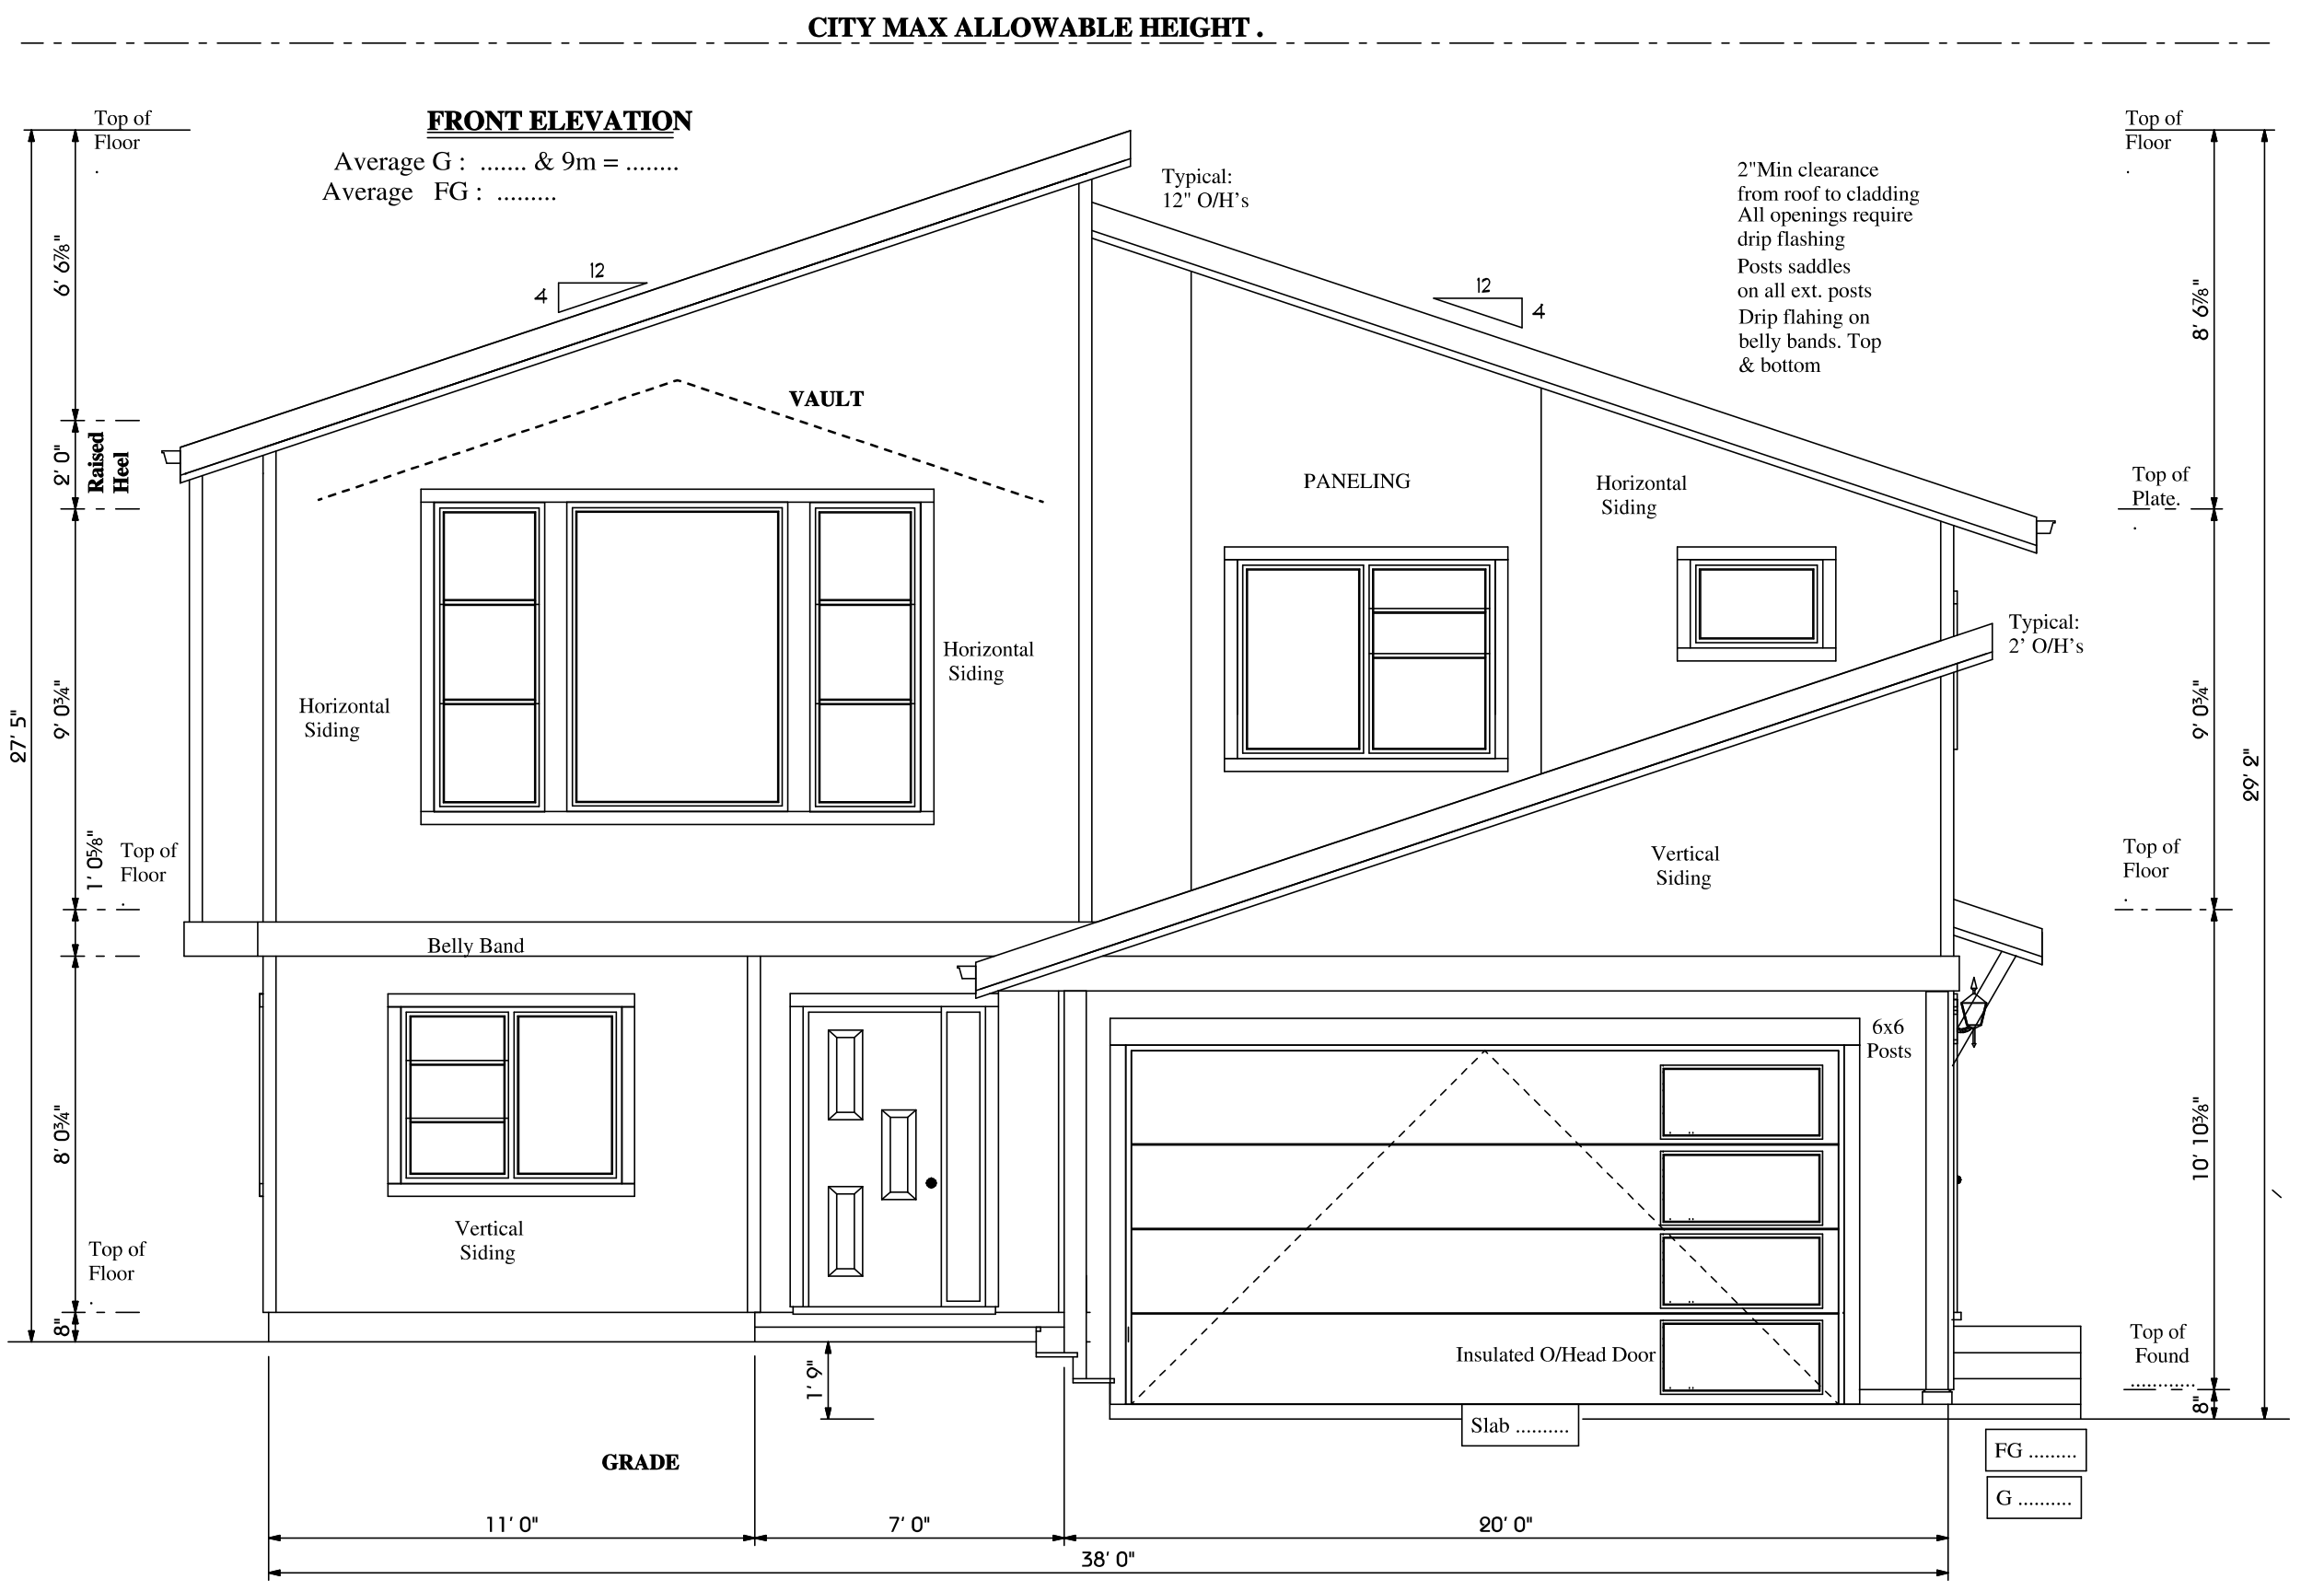 CITY MAX ALLOWABLE HEIGHT .
Top of
Floor
.
FRONT ELEVATION
Average G : ....... & 9m = ........
Average FG : .........
Typical:
12" O/H's
2"Min clearance
from roof to cladding
All openings require
drip flashing
Posts saddles
on all ext. posts
Drip flahing on
belly bands. Top
& bottom
Top of
Floor
.
6' 6⅞"
12
4
12
4
8' 6⅞"
VAULT
2' 0"
Raised
Heel
PANELING
Horizontal
Siding
Top of
Plate.
.
Typical:
2' O/H's
Horizontal
Siding
Horizontal
Siding
27' 5"
9' 0¾"
9' 0¾"
29' 2"
1' 0⅝"
Top of
Floor
.
Vertical
Siding
Top of
Floor
.
Belly Band
6x6
Posts
8' 0¾"
10' 10⅜"
Vertical
Siding
Top of
Floor
.
8"
1' 9"
Insulated O/Head Door
Top of
Found
............
8"
Slab ..........
GRADE
FG .........
G ..........
11' 0"
7' 0"
20' 0"
38' 0"